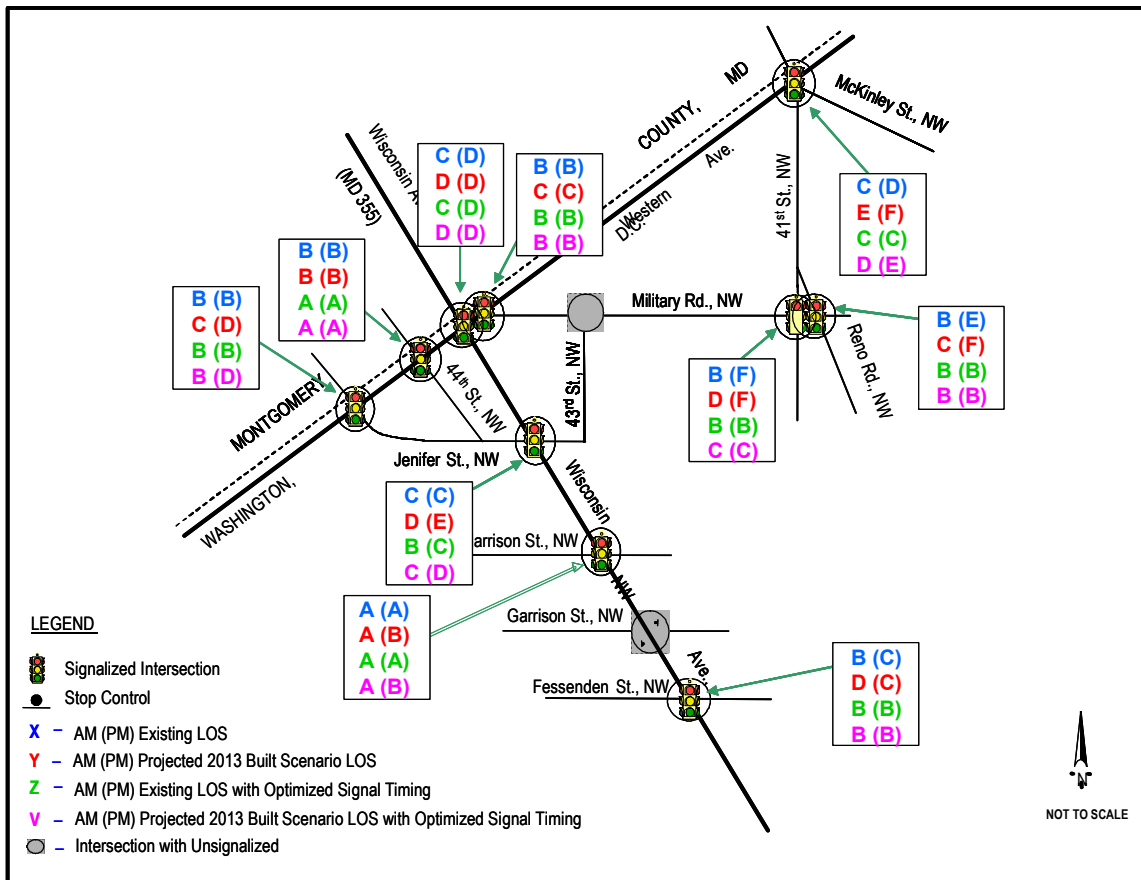 COUNTY, MD
McKinley St., NW
Wisconsin A
(MD 355)
Western Ave.
D.C.
41st St., NW
C (D)
D (D)
C (D)
D (D)
B (B)
C (C)
B (B)
B (B)
C (D)
E (F)
C (C)
D (E)
B (B)
B (B)
A (A)
A (A)
B (B)
C (D)
B (B)
B (D)
Military Rd., NW
Reno Rd., NW
B (E)
C (F)
B (B)
B (B)
B (F)
D (F)
B (B)
C (C)
44th St., NW
43rd St., NW
MONTGOMERY
WASHINGTON,
Jenifer St., NW
Wisconsin
C (C)
D (E)
B (C)
C (D)
arrison St., NW
NW
A (A)
A (B)
A (A)
A (B)
Garrison St., NW
Ave.,
Fessenden St., NW
B (C)
D (C)
B (B)
B (B)
LEGEND
Signalized Intersection
Stop Control
X – AM (PM) Existing LOS
Y – AM (PM) Projected 2013 Built Scenario LOS
Z – AM (PM) Existing LOS with Optimized Signal Timing
V – AM (PM) Projected 2013 Built Scenario LOS with Optimized Signal Timing
– Intersection with Unsignalized
N
NOT TO SCALE